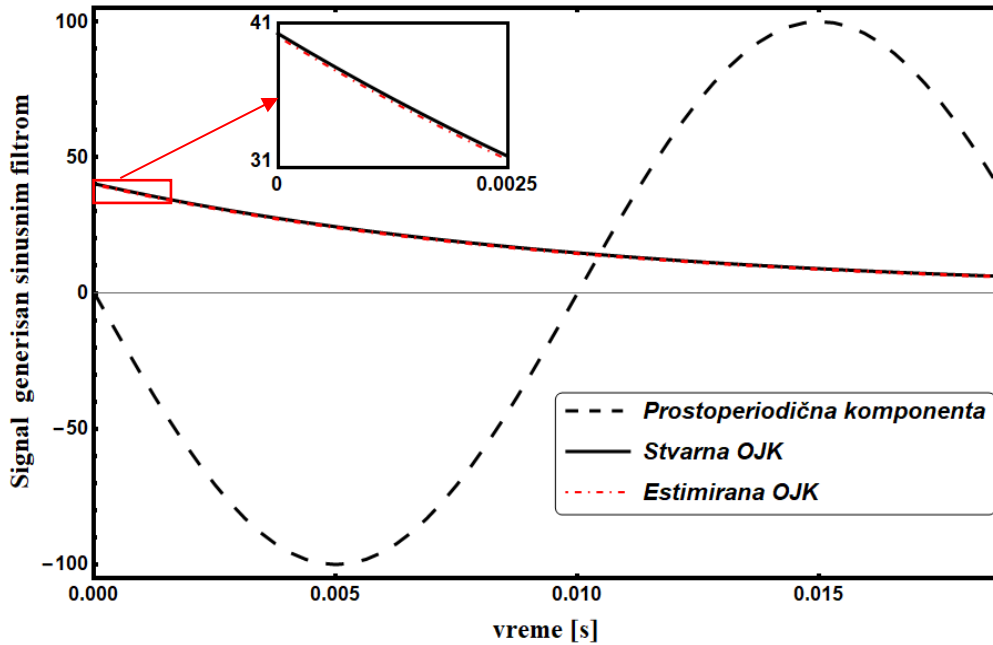 Signal generisan sinusnim filtrom
100
50
0
−50
−100
41
31
0
0.0025
Prostoperiodična komponenta
Stvarna OJK
Estimirana OJK
0.000
0.005
0.010
0.015
vreme [s]